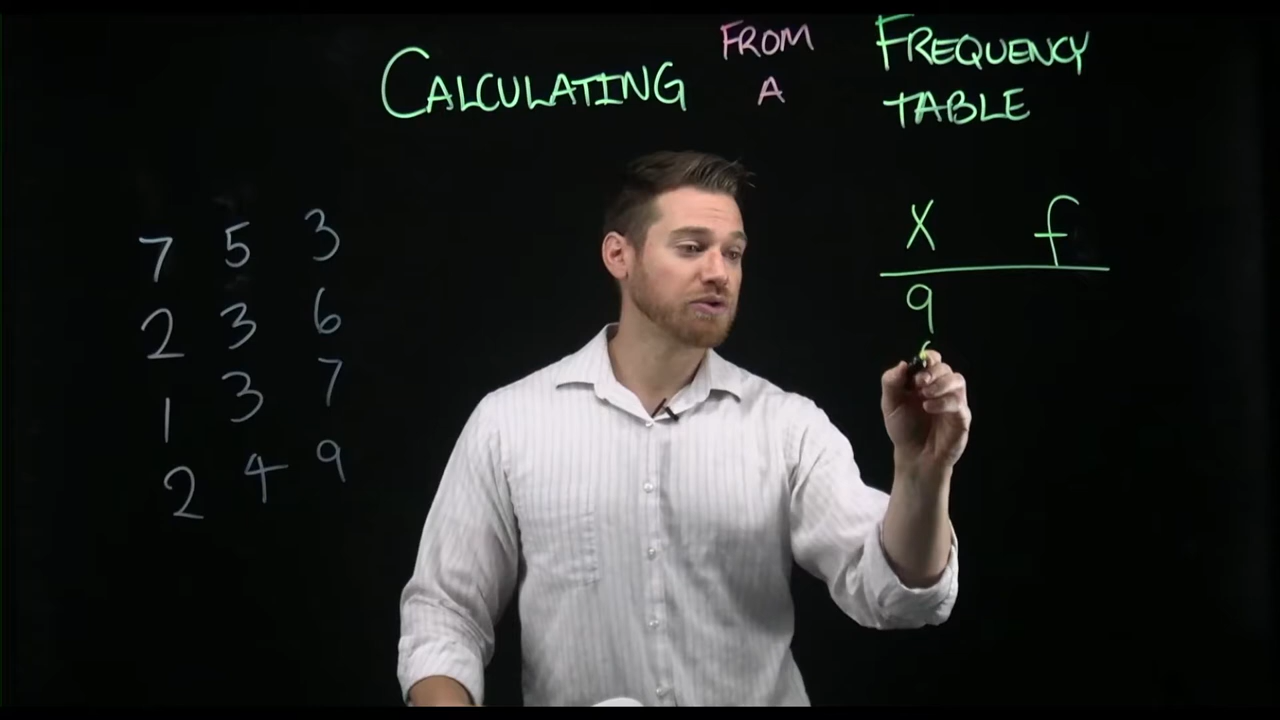 CALCULATING FROM A FREQUENCY TABLE
7 5 3
2 3 6
1 3 7
2 4 9
X f
9